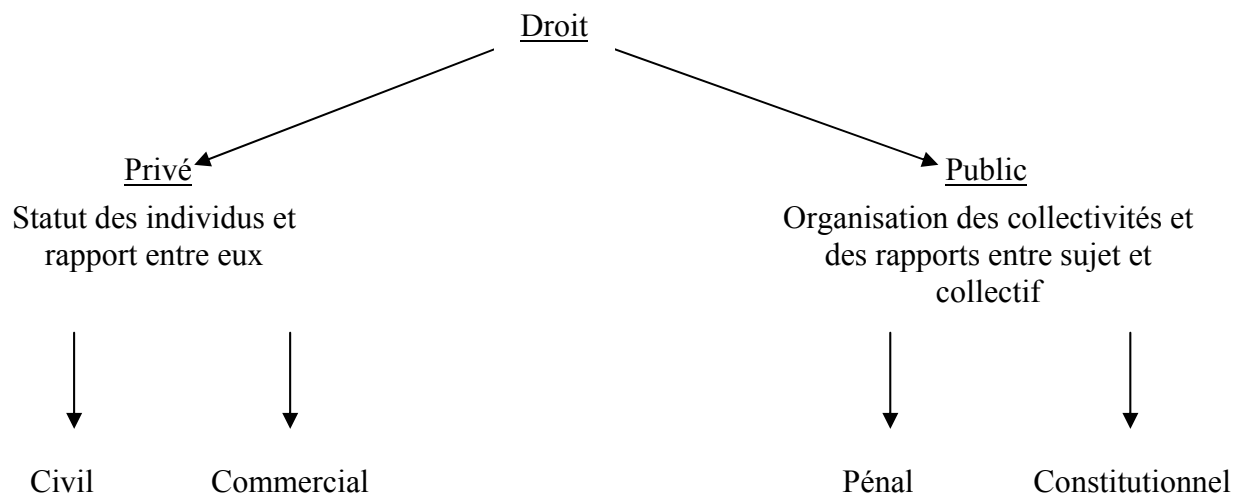 Droit
Privé
Public
Statut des individus et
rapport entre eux
Organisation des collectivités et
des rapports entre sujet et
collectif
Civil
Commercial
Pénal
Constitutionnel